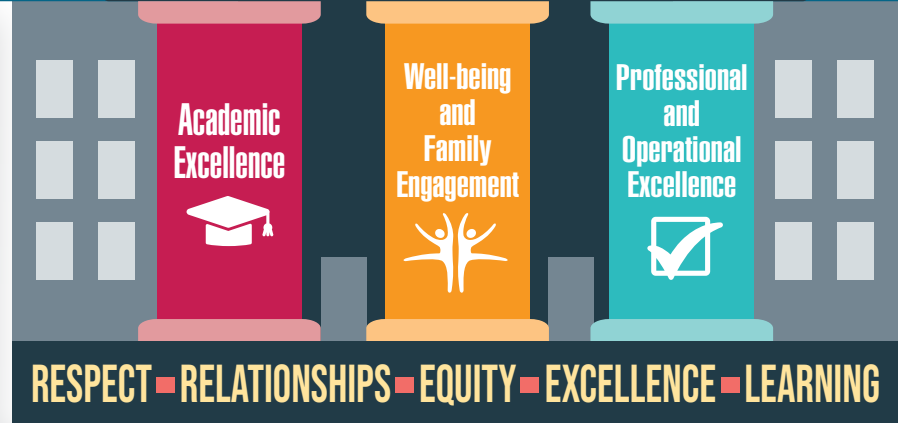 Academic
Excellence
Well-being
and
Family
Engagement
Professional
and
Operational
Excellence
RESPECT RELATIONSHIPS EQUITY EXCELLENCE LEARNING